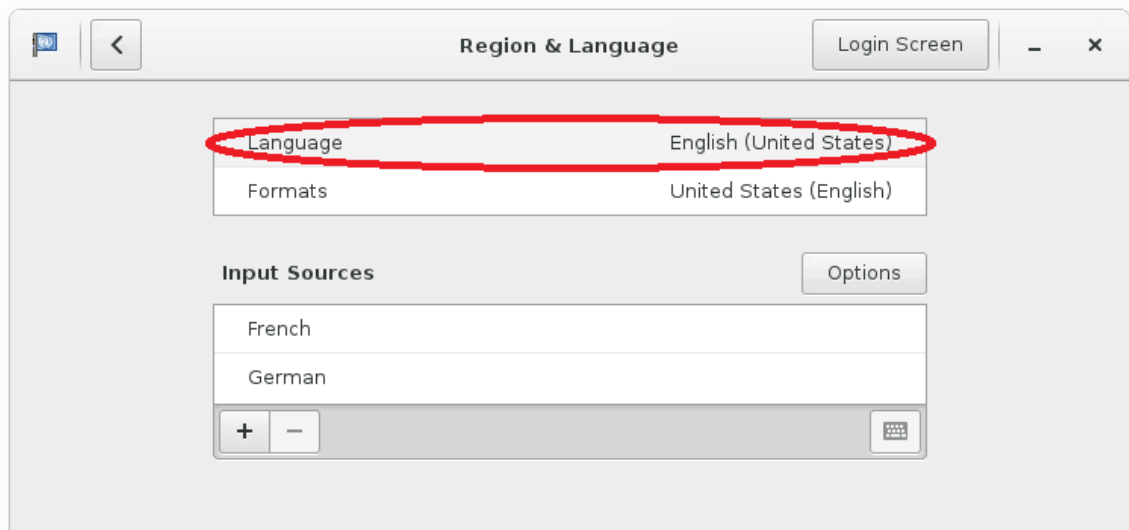 Region & Language
Login Screen
Language English (United States)
Formats United States (English)
Input Sources
Options
French
German